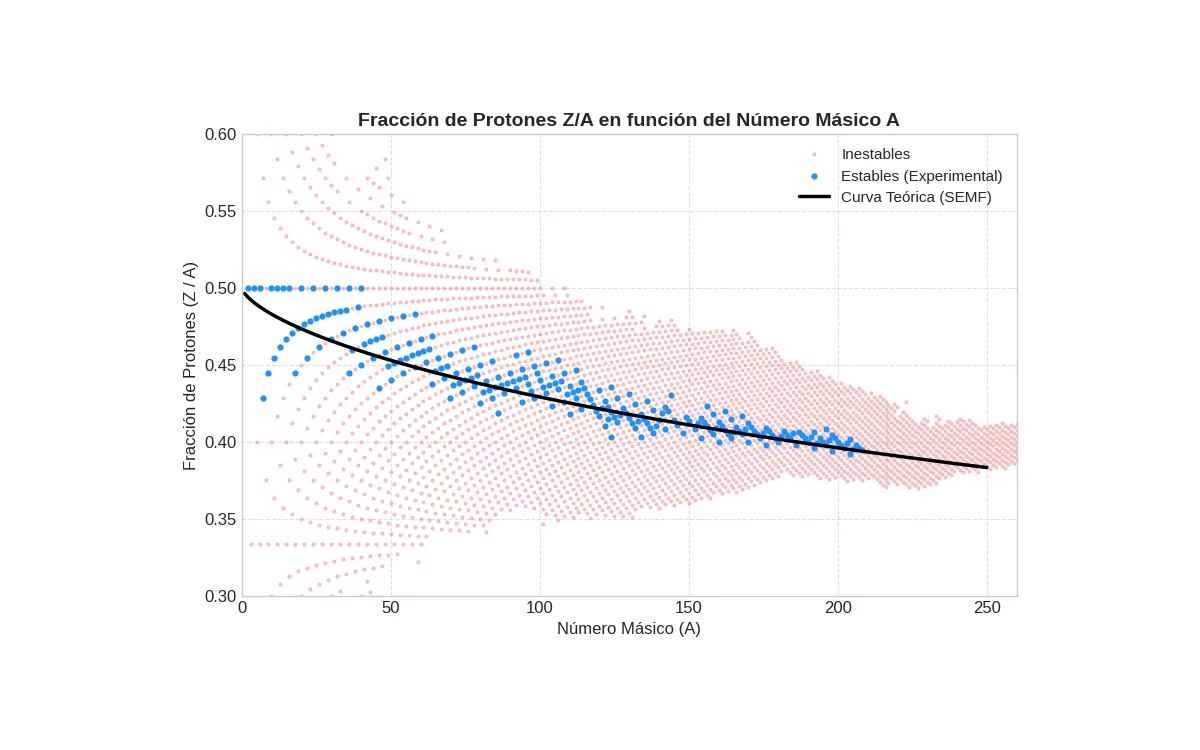 Fracción de Protones Z/A en función del Número Másico A
Inestables
Estables (Experimental)
Curva Teórica (SEMF)
Fracción de Protones (Z / A)
0.60
0.55
0.50
0.45
0.40
0.35
0.30
0 50 100 150 200 250
Número Másico (A)